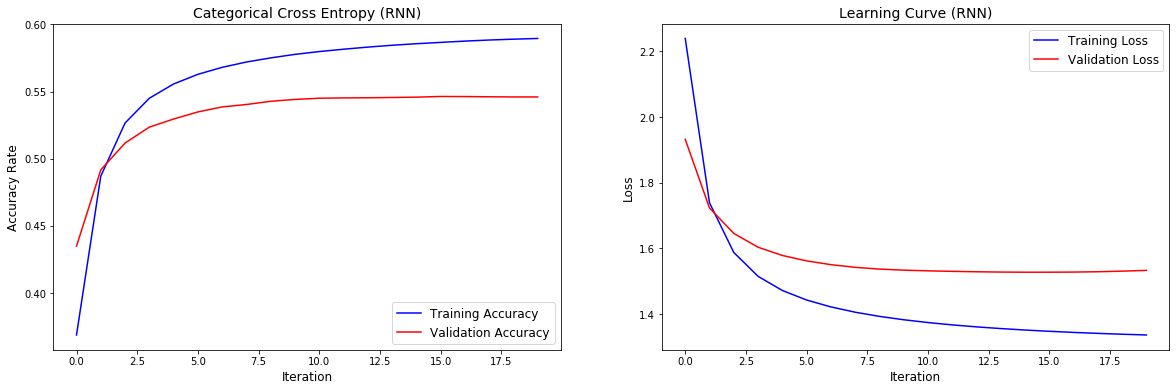 Categorical Cross Entropy (RNN)
0.60
0.55
0.50
0.45
0.40
Accuracy Rate
Training Accuracy
Validation Accuracy
0.0 2.5 5.0 7.5 10.0 12.5 15.0 17.5
Iteration
Learning Curve (RNN)
2.2
2.0
1.8
1.6
1.4
Loss
Training Loss
Validation Loss
0.0 2.5 5.0 7.5 10.0 12.5 15.0 17.5
Iteration